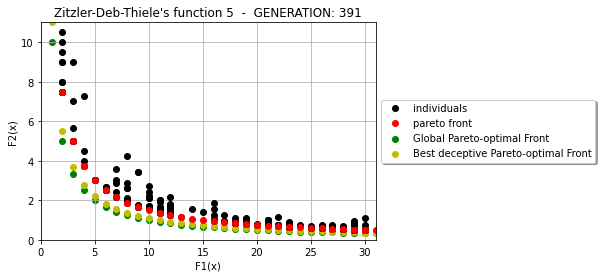 Zitzler-Deb-Thiele's function 5 - GENERATION: 391
10
8
6
4
2
0
F2(x)
0 5 10 15 20 25 30
F1(x)
individuals
pareto front
Global Pareto-optimal Front
Best deceptive Pareto-optimal Front